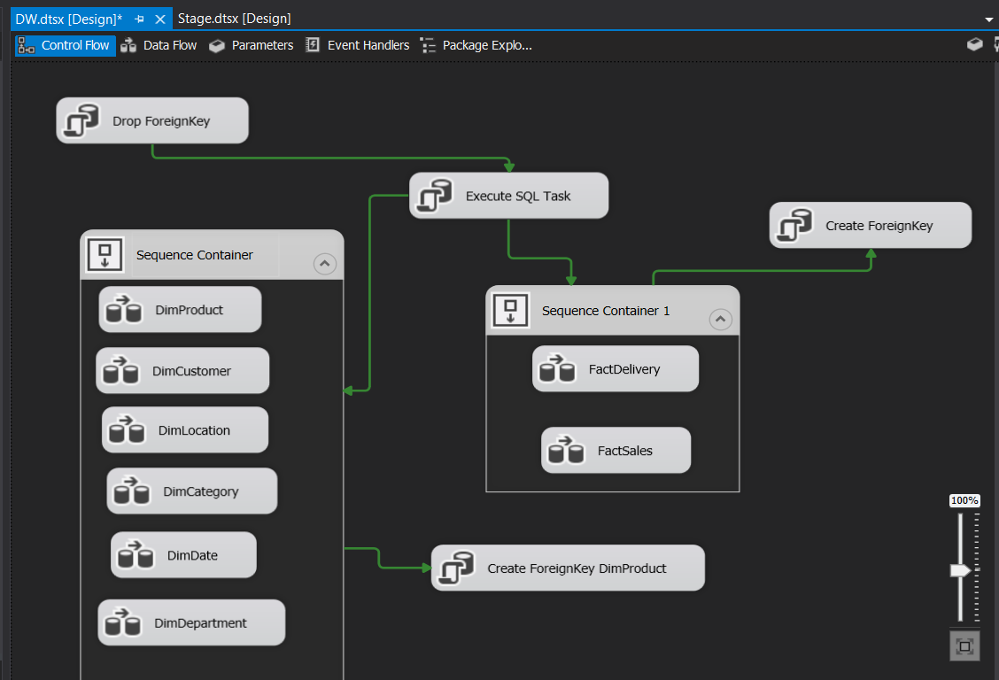 DW.dtsx [Design]* Stage.dtsx [Design]
Control Flow Data Flow Parameters Event Handlers Package Explo...
Drop ForeignKey
Execute SQL Task
Create ForeignKey
Sequence Container
DimProduct
DimCustomer
DimLocation
DimCategory
DimDate
DimDepartment
Sequence Container 1
FactDelivery
FactSales
Create ForeignKey DimProduct
100%